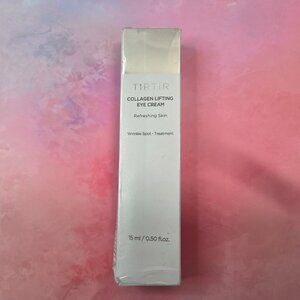 TIRTIR
COLLAGEN LIFTING
EYE CREAM
Refreshing Skin
Wrinkle Spot - Treatment
15 ml / 0.50 fl.oz.